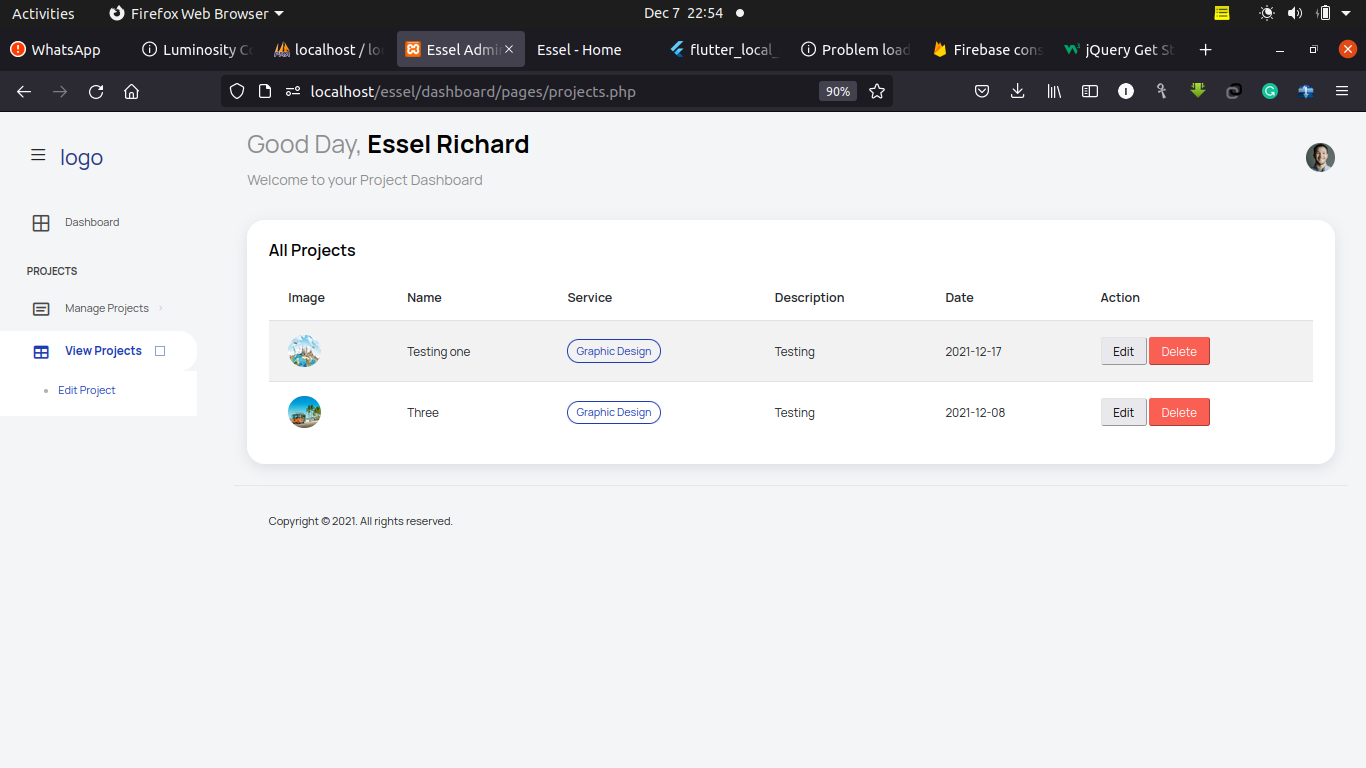 Activities Firefox Web Browser Dec 7 22:54
WhatsApp Luminosity Co localhost / loc Essel Admi Essel - Home flutter_local_ Problem load Firebase cons jQuery Get St
localhost/essel/dashboard/pages/projects.php 90%
logo
Good Day, Essel Richard
Welcome to your Project Dashboard
Dashboard
PROJECTS
Manage Projects
View Projects
Edit Project
All Projects
Image Name Service Description Date Action
Testing one Graphic Design Testing 2021-12-17 Edit Delete
Three Graphic Design Testing 2021-12-08 Edit Delete
Copyright © 2021. All rights reserved.